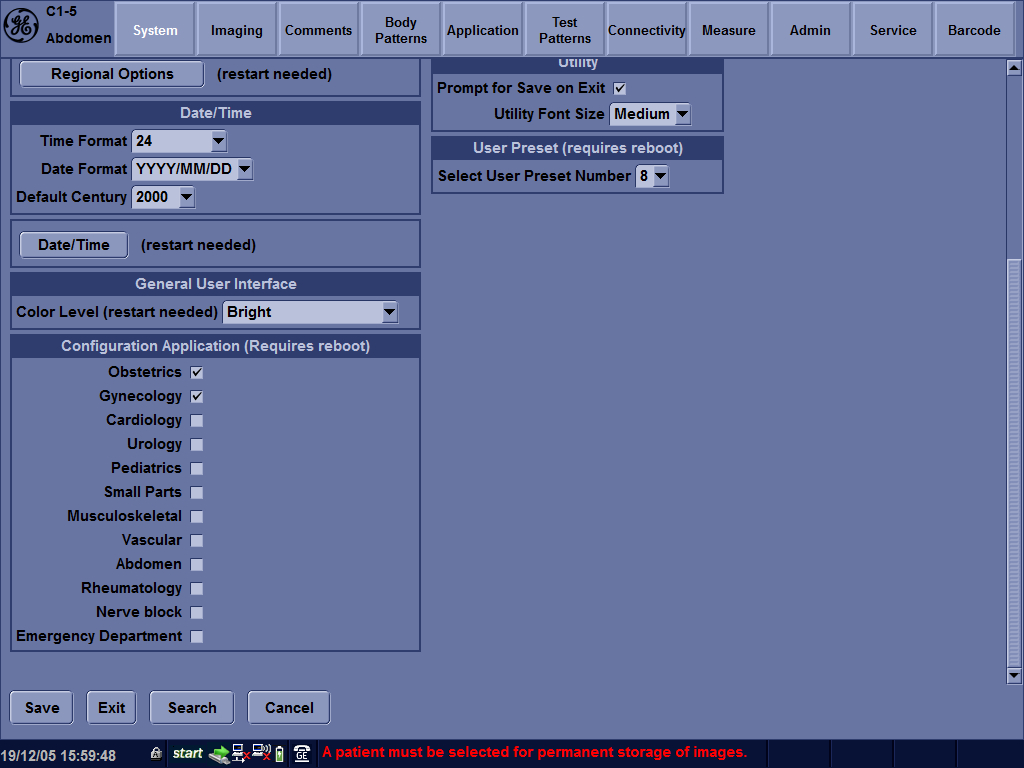 C1-5
Abdomen
System
Imaging
Comments
Body
Patterns
Application
Test
Patterns
Connectivity
Measure
Admin
Service
Barcode
Regional Options (restart needed)
Date/Time
Time Format 24
Date Format YYYY/MM/DD
Default Century 2000
Date/Time (restart needed)
General User Interface
Color Level (restart needed) Bright
Configuration Application (Requires reboot)
Obstetrics
Gynecology
Cardiology
Urology
Pediatrics
Small Parts
Musculoskeletal
Vascular
Abdomen
Rheumatology
Nerve block
Emergency Department
Utility
Prompt for Save on Exit
Utility Font Size Medium
User Preset (requires reboot)
Select User Preset Number 8
Save
Exit
Search
Cancel
19/12/05 15:59:48
start
GE
A patient must be selected for permanent storage of images.